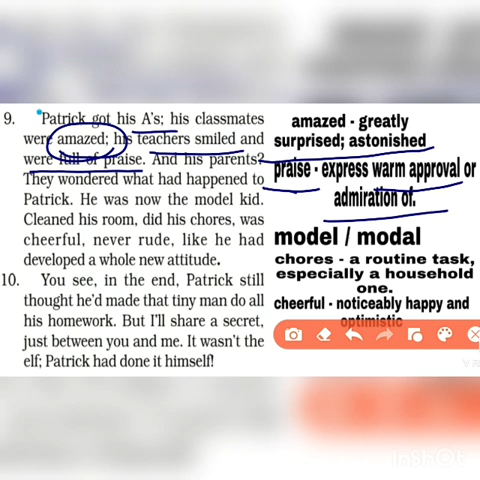 9. Patrick got his A's; his classmates
were amazed; his teachers smiled and
were full of praise. And his parents?
They wondered what had happened to
Patrick. He was now the model kid.
Cleaned his room, did his chores, was
cheerful, never rude, like he had
developed a whole new attitude.
10. You see, in the end, Patrick still
thought he'd made that tiny man do all
his homework. But I'll share a secret,
just between you and me. It wasn't the
elf; Patrick had done it himself!
amazed - greatly
surprised; astonished
praise - express warm approval or
admiration of.
model / modal
chores - a routine task,
especially a household
one.
cheerful - noticeably happy and
optimistic
InShOt